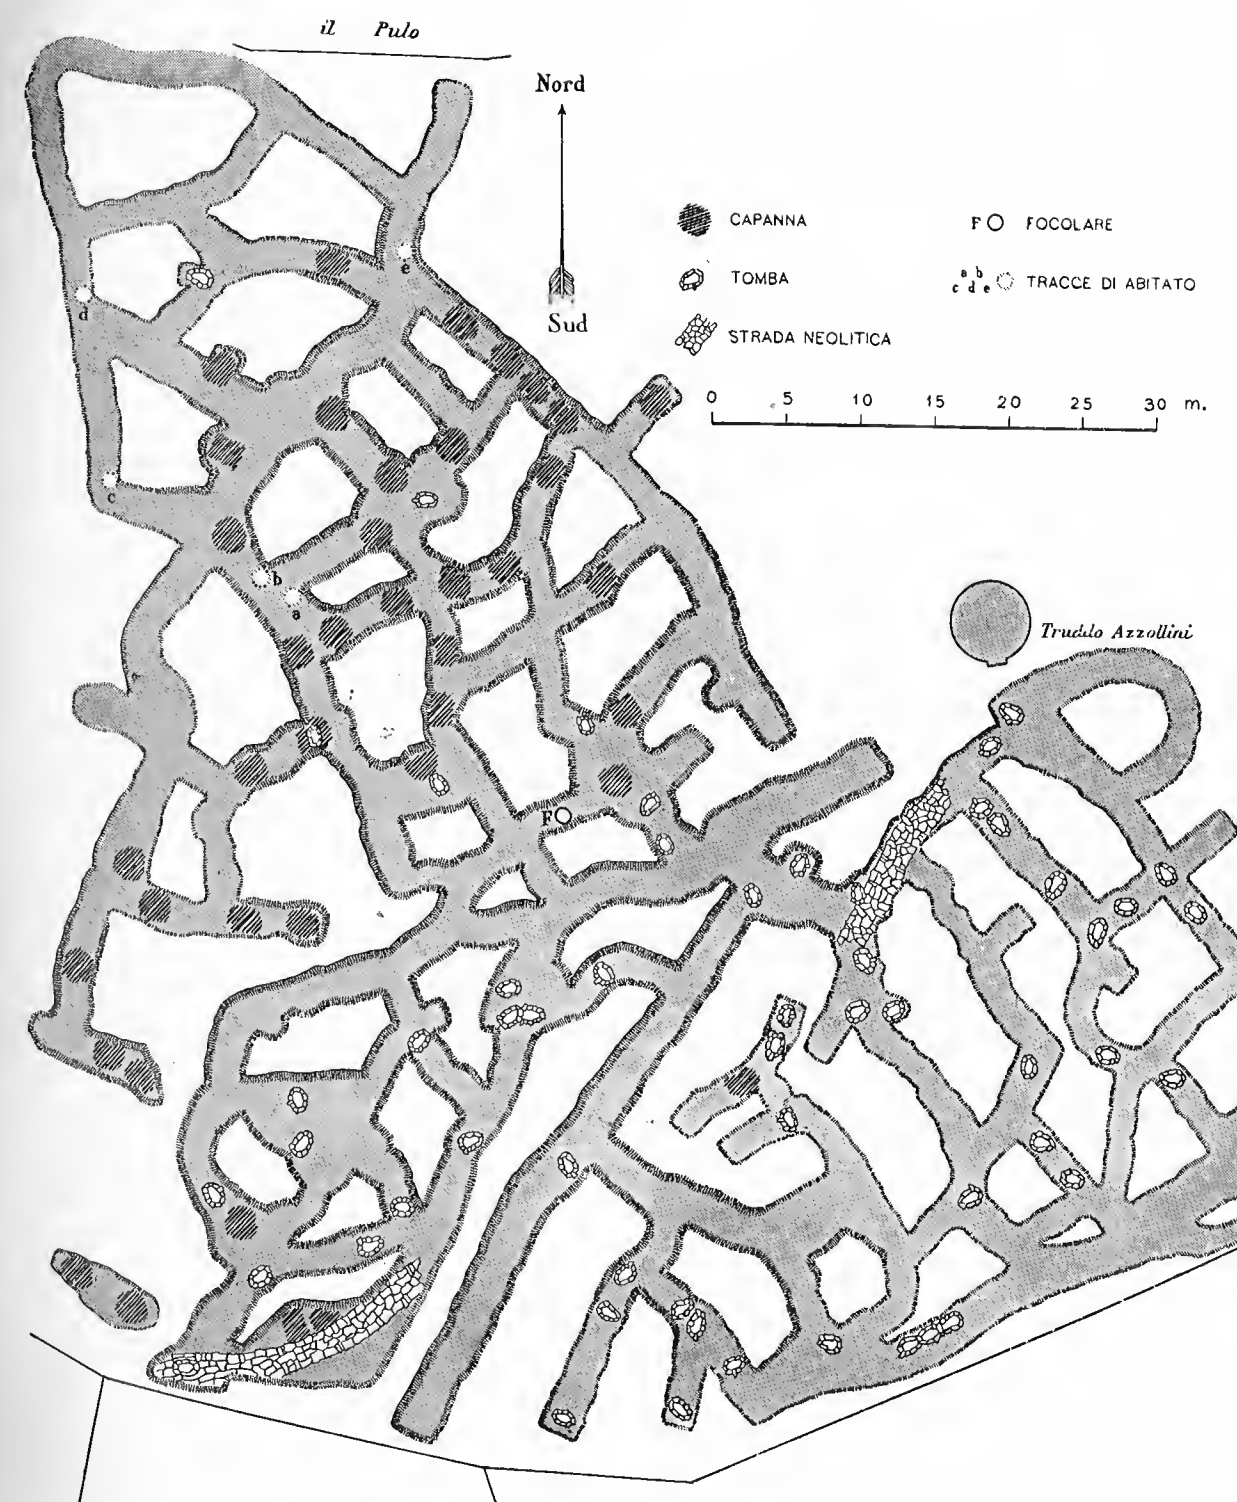 il Pulo
Nord
Sud
CAPANNA
TOMBA
STRADA NEOLITICA
F FOCOLARE
a b
c d e TRACCE DI ABITATO
0 5 10 15 20 25 30 m.
e
d
c
b
a
Truddo Azzollini
F